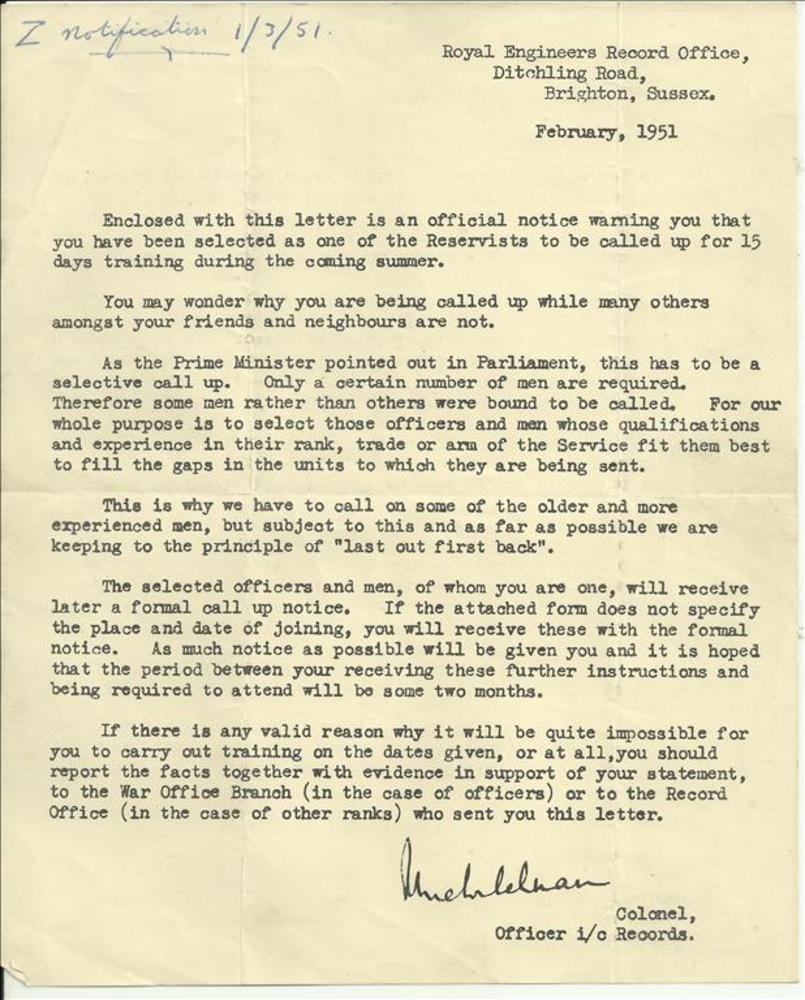 Z Notification 1/3/51.
Royal Engineers Record Office,
Ditchling Road,
Brighton, Sussex.
February, 1951
Enclosed with this letter is an official notice warning you that
you have been selected as one of the Reservists to be called up for 15
days training during the coming summer.
You may wonder why you are being called up while many others
amongst your friends and neighbours are not.
As the Prime Minister pointed out in Parliament, this has to be a
selective call up. Only a certain number of men are required.
Therefore some men rather than others were bound to be called. For our
whole purpose is to select those officers and men whose qualifications
and experience in their rank, trade or arm of the Service fit them best
to fill the gaps in the units to which they are being sent.
This is why we have to call on some of the older and more
experienced men, but subject to this and as far as possible we are
keeping to the principle of "last out first back".
The selected officers and men, of whom you are one, will receive
later a formal call up notice. If the attached form does not specify
the place and date of joining, you will receive these with the formal
notice. As much notice as possible will be given you and it is hoped
that the period between your receiving these further instructions and
being required to attend will be some two months.
If there is any valid reason why it will be quite impossible for
you to carry out training on the dates given, or at all,you should
report the facts together with evidence in support of your statement,
to the War Office Branch (in the case of officers) or to the Record
Office (in the case of other ranks) who sent you this letter.
Colonel,
Officer i/c Records.